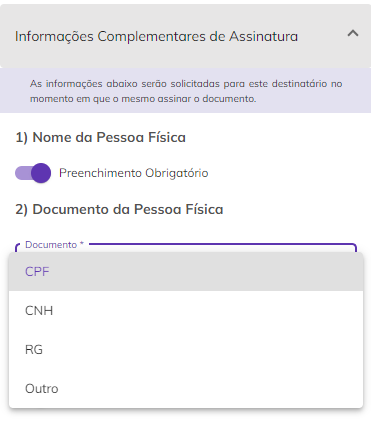 Informações Complementares de Assinatura
As informações abaixo serão solicitadas para este destinatário no
momento em que o mesmo assinar o documento.
1) Nome da Pessoa Física
Preenchimento Obrigatório
2) Documento da Pessoa Física
Documento *
CPF
CNH
RG
Outro